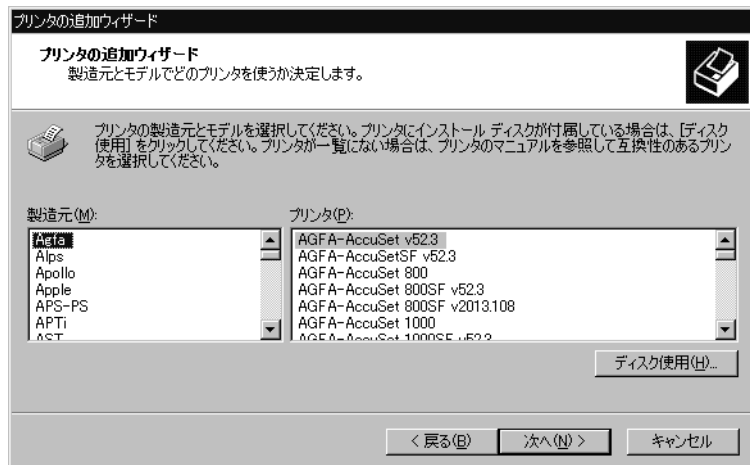 プリンタの追加ウィザード
プリンタの追加ウィザード
製造元とモデルでどのプリンタを使うか決定します。
プリンタの製造元とモデルを選択してください。プリンタにインストール ディスクが付属している場合は、[ディスク
使用] をクリックしてください。プリンタが一覧にない場合は、プリンタのマニュアルを参照して互換性のあるプリン
タを選択してください。
製造元(M):
Agfa
Alps
Apollo
Apple
APS-PS
APTi
AST
プリンタ(P):
AGFA-AccuSet v52.3
AGFA-AccuSetSF v52.3
AGFA-AccuSet 800
AGFA-AccuSet 800SF v52.3
AGFA-AccuSet 800SF v2013.108
AGFA-AccuSet 1000
AGFA-AccuSet 1000SF v52.3
ディスク使用(H)...
< 戻る(B)
次へ(N) >
キャンセル